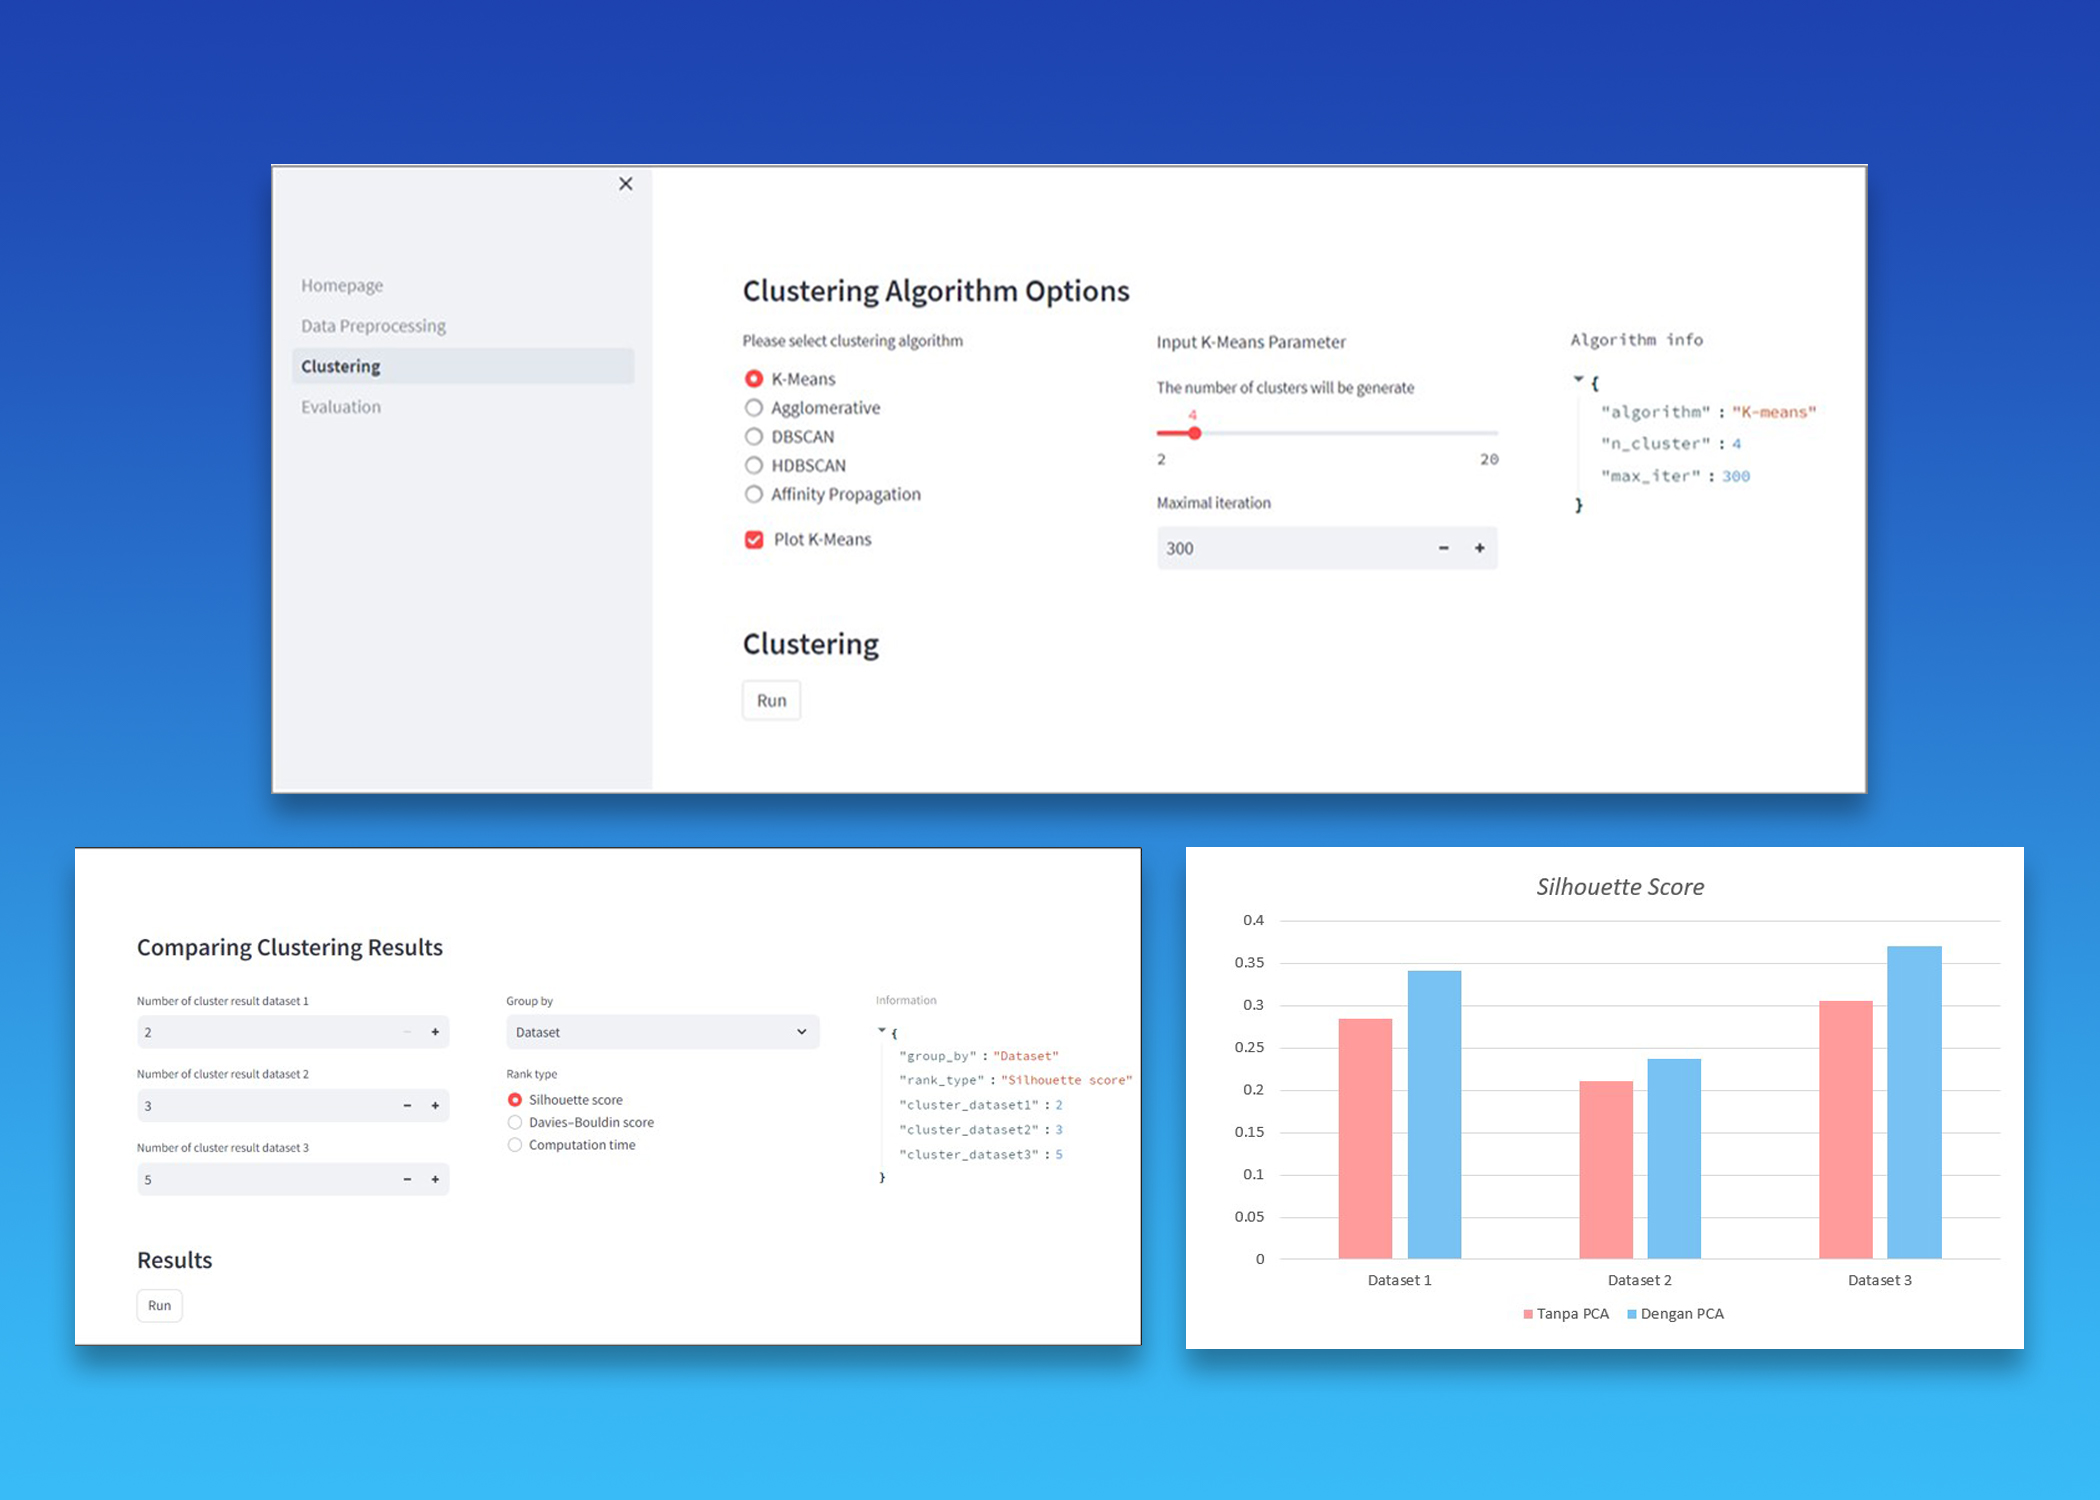 Homepage
Data Preprocessing
Clustering
Evaluation
Clustering Algorithm Options
Please select clustering algorithm
K-Means
Agglomerative
DBSCAN
HDBSCAN
Affinity Propagation
Plot K-Means
Input K-Means Parameter
The number of clusters will be generate
4
2 20
Maximal iteration
300 - +
Algorithm info
{
"algorithm" : "K-means"
"n_cluster" : 4
"max_iter" : 300
}
Clustering
Run
Comparing Clustering Results
Number of cluster result dataset 1
2 - +
Number of cluster result dataset 2
3 - +
Number of cluster result dataset 3
5 - +
Group by
Dataset
Rank type
Silhouette score
Davies–Bouldin score
Computation time
Information
{
"group_by" : "Dataset"
"rank_type" : "Silhouette score"
"cluster_dataset1" : 2
"cluster_dataset2" : 3
"cluster_dataset3" : 5
}
Results
Run
Silhouette Score
0.4
0.35
0.3
0.25
0.2
0.15
0.1
0.05
0
Dataset 1 Dataset 2 Dataset 3
Tanpa PCA Dengan PCA